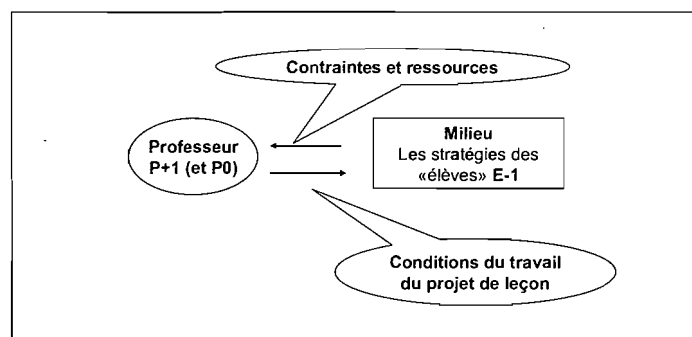 Contraintes et ressources
Professeur
P+1 (et P0)
Milieu
Les stratégies des
«élèves» E-1
Conditions du travail
du projet de leçon